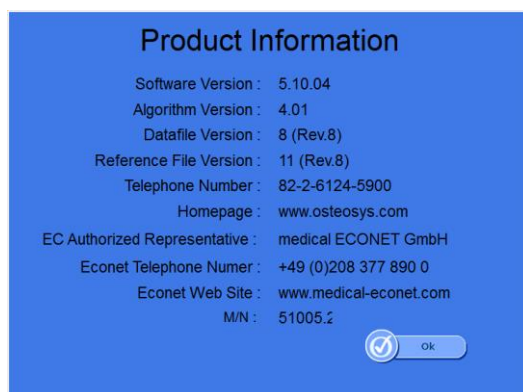 Product Information
Software Version : 5.10.04
Algorithm Version : 4.01
Datafile Version : 8 (Rev.8)
Reference File Version : 11 (Rev.8)
Telephone Number : 82-2-6124-5900
Homepage : www.osteosys.com
EC Authorized Representative : medical ECONET GmbH
Econet Telephone Numer : +49 (0)208 377 890 0
Econet Web Site : www.medical-econet.com
M/N : 51005.2
Ok